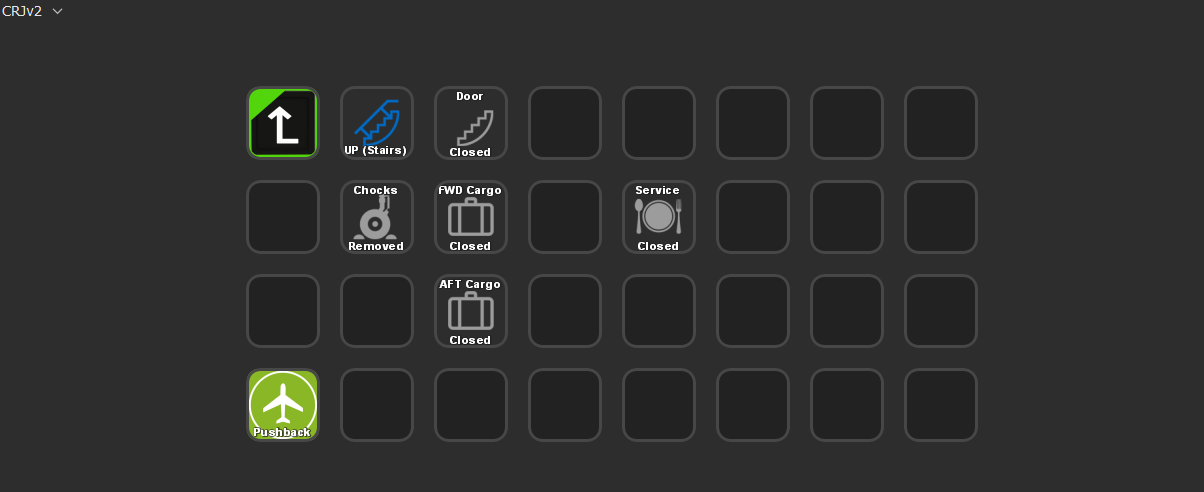 CRJv2
UP (Stairs)
Door
Closed
Chocks
Removed
FWD Cargo
Closed
Service
Closed
AFT Cargo
Closed
Pushback